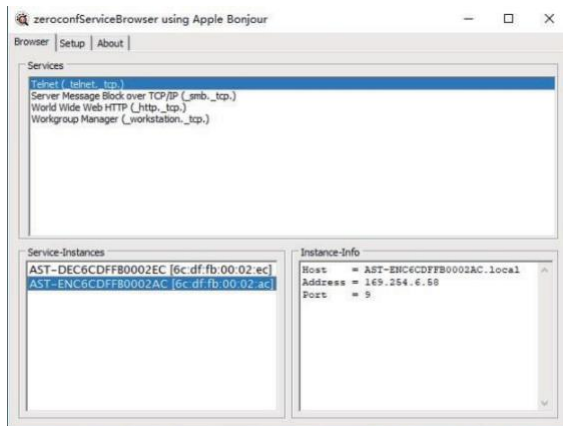 zeroconfServiceBrowser using Apple Bonjour
Browser Setup About
Services
Telnet (_telnet._tcp.)
Server Message Block over TCP/IP (_smb._tcp.)
World Wide Web HTTP (_http._tcp.)
Workgroup Manager (_workstation._tcp.)
Service-Instances
AST-DEC6CDFFB0002EC [6c:df:fb:00:02:ec]
AST-ENC6CDFFB0002AC [6c:df:fb:00:02:ac]
Instance-Info
Host = AST-ENC6CDFFB0002AC.local
Address = 169.254.6.58
Port = 9